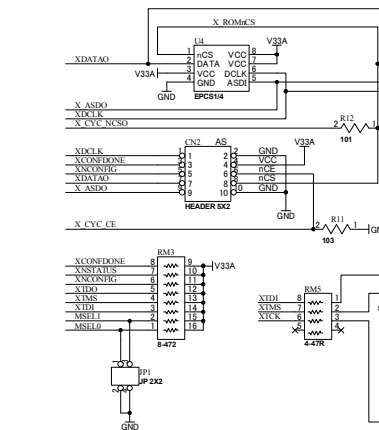 X_ROMnCS
U4
V33A
1 nCS VCC 8
XDATAO 2 DATA VCC 7
V33A 3 VCC DCLK 6
4 GND ASDI 5
GND EPCS1/4
X_ASDO
XDCLK
X_CYC_NCSO
R12
2 1
101
CN2 AS
V33A
XDCLK 1 2 GND
XCONFDONE 3 4 VCC
XNCONFIG 5 6 nCE
XDATAO 7 8 nCS
X_ASDO 9 10 GND
HEADER 5X2
GND
R11
X_CYC_CE 2 1
103
RM3
XCONFDONE 8 9 V33A
XNSTATUS 7 10
XNCONFIG 6 11
XTDO 5 12
XTMS 4 13
XTDI 3 14
MSEL1 2 15
MSEL0 1 16
8-472
RM5
XTDI 8 1
XTMS 7 2
XTCK 6 3
5 4
4-47R
JP1
JP 2X2
GND